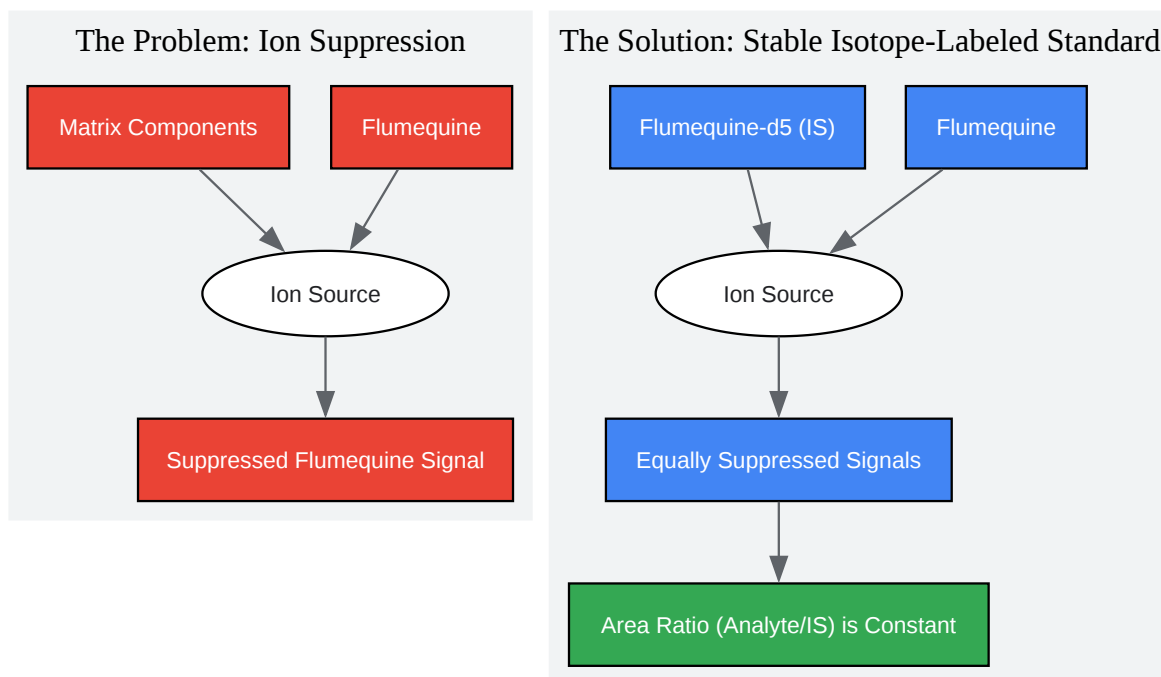 The Problem: Ion Suppression
Matrix Components
Flumequine
Ion Source
Suppressed Flumequine Signal
The Solution: Stable Isotope-Labeled Standard
Flumequine-d5 (IS)
Flumequine
Ion Source
Equally Suppressed Signals
Area Ratio (Analyte/IS) is Constant